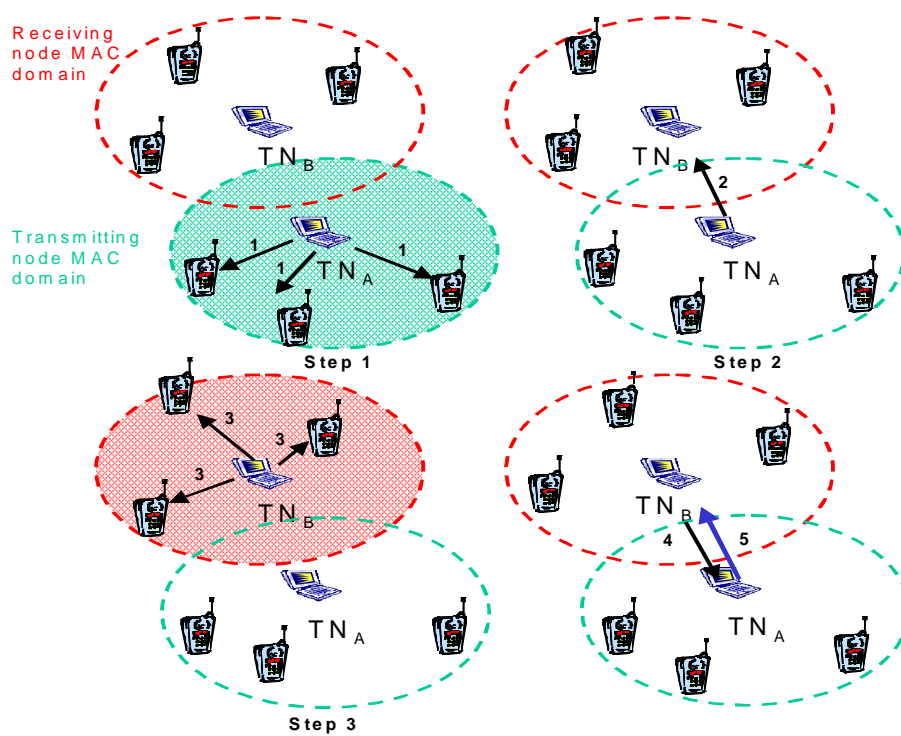 Receiving
node MAC
domain
TN_B
Transmitting
node MAC
domain
1
1
1
TN_A
Step 1
TN_B
2
TN_A
Step 2
3
3
3
TN_B
TN_A
Step 3
TN_B
4
5
TN_A